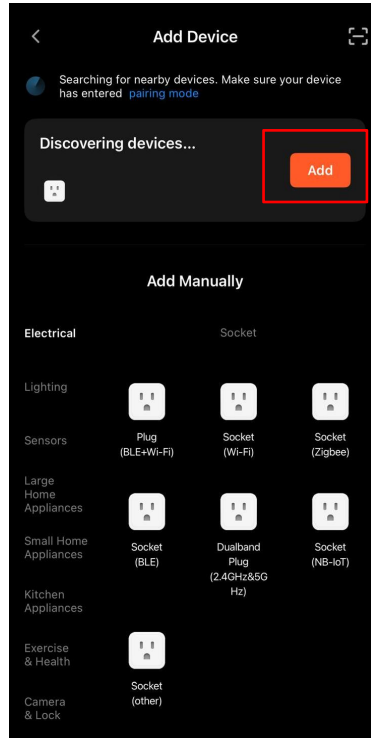 Add Device
Searching for nearby devices. Make sure your device
has entered pairing mode
Discovering devices...
Add
Add Manually
Electrical
Socket
Lighting
Sensors
Large
Home
Appliances
Small Home
Appliances
Kitchen
Appliances
Exercise
& Health
Camera
& Lock
Plug
(BLE+Wi-Fi)
Socket
(Wi-Fi)
Socket
(Zigbee)
Socket
(BLE)
Dualband
Plug
(2.4GHz&5G
Hz)
Socket
(NB-IoT)
Socket
(other)